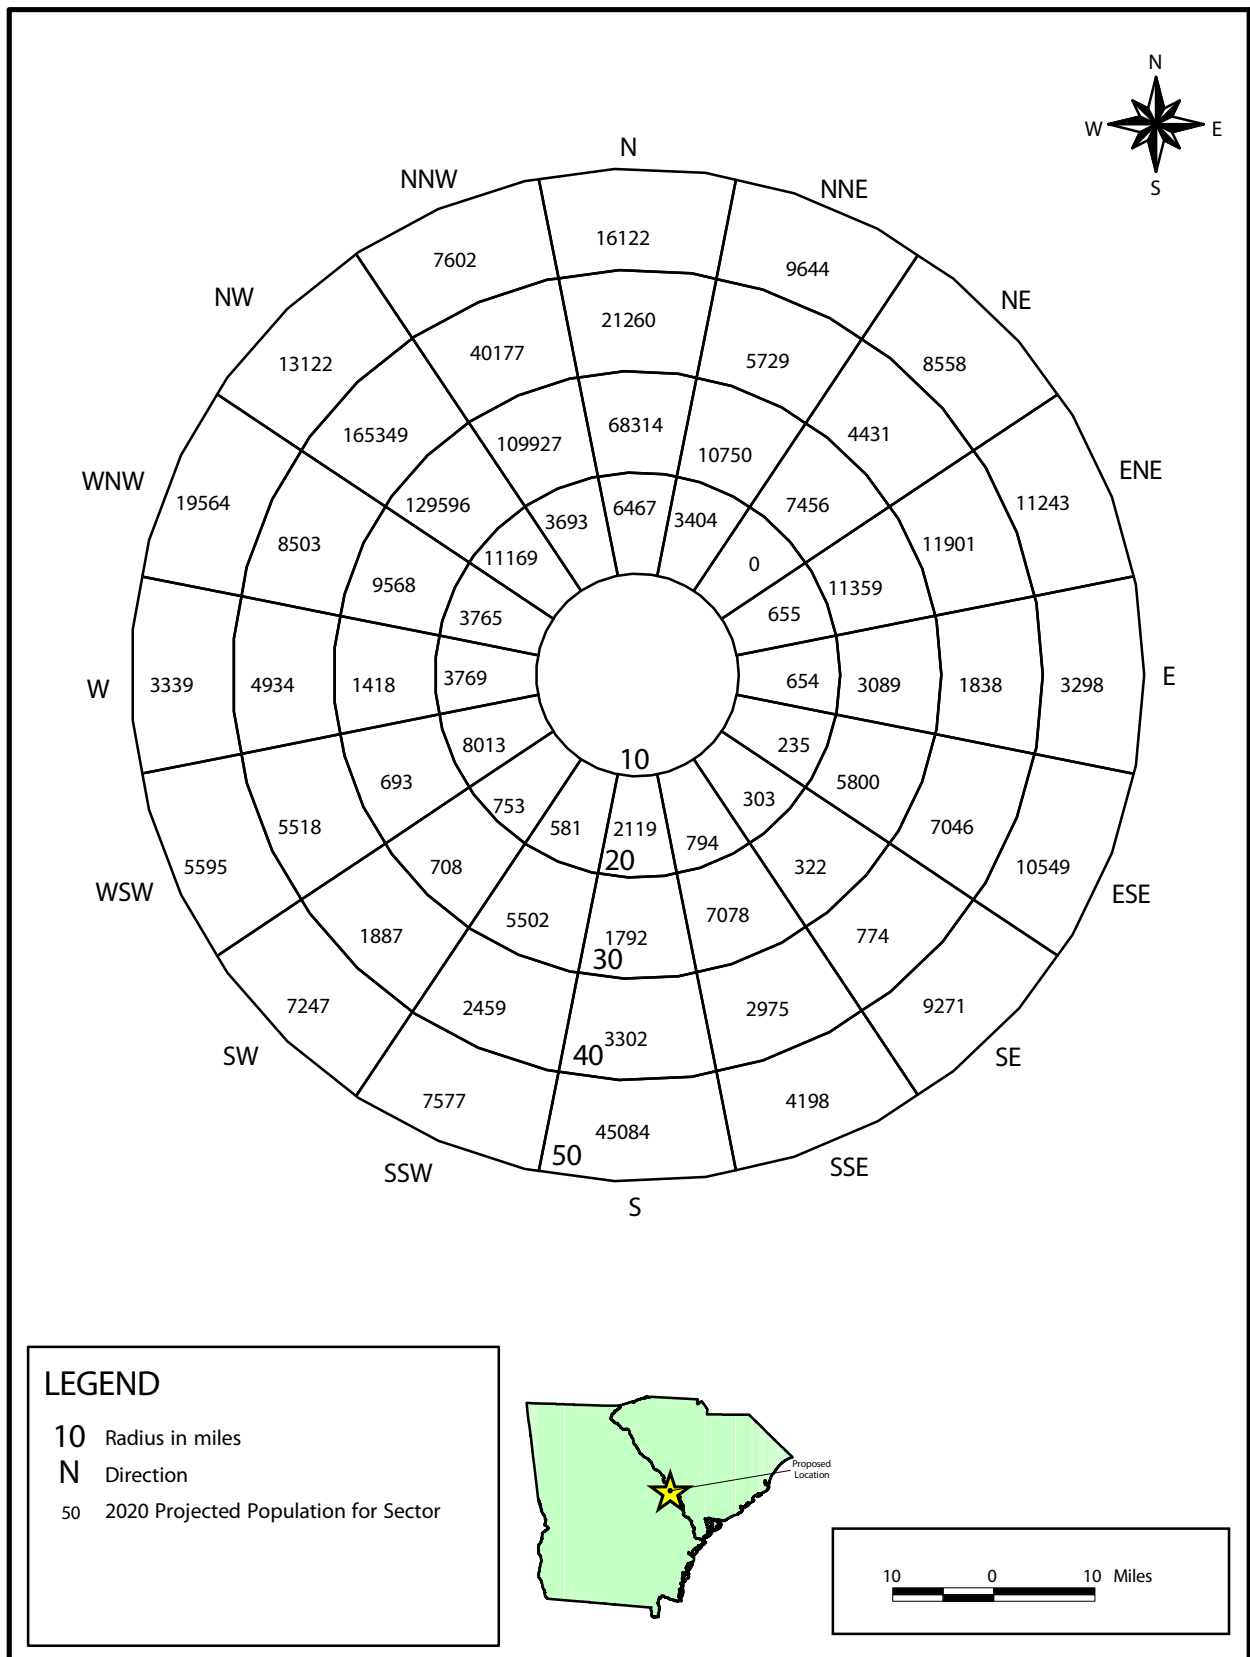 N
W E
S
N
NNW
NNE
16122
7602
9644
NW
NE
21260
40177
5729
13122
8558
68314
165349
4431
109927
10750
WNW
ENE
19564
129596
7456
11243
6467
3693
3404
8503
11901
11169
0
9568
11359
3765
655
W
3339
4934
1418
3769
654
3089
1838
3298
E
8013
235
10
693
5800
753
303
581
2119
794
5518
7046
20
5595
708
322
10549
WSW
ESE
5502
7078
1887
1792
774
30
7247
2459
2975
9271
3302
SW
40
SE
7577
4198
45084
50
SSW
SSE
S
LEGEND
10 Radius in miles
N Direction
50 2020 Projected Population for Sector
Proposed
Location
10 0 10 Miles